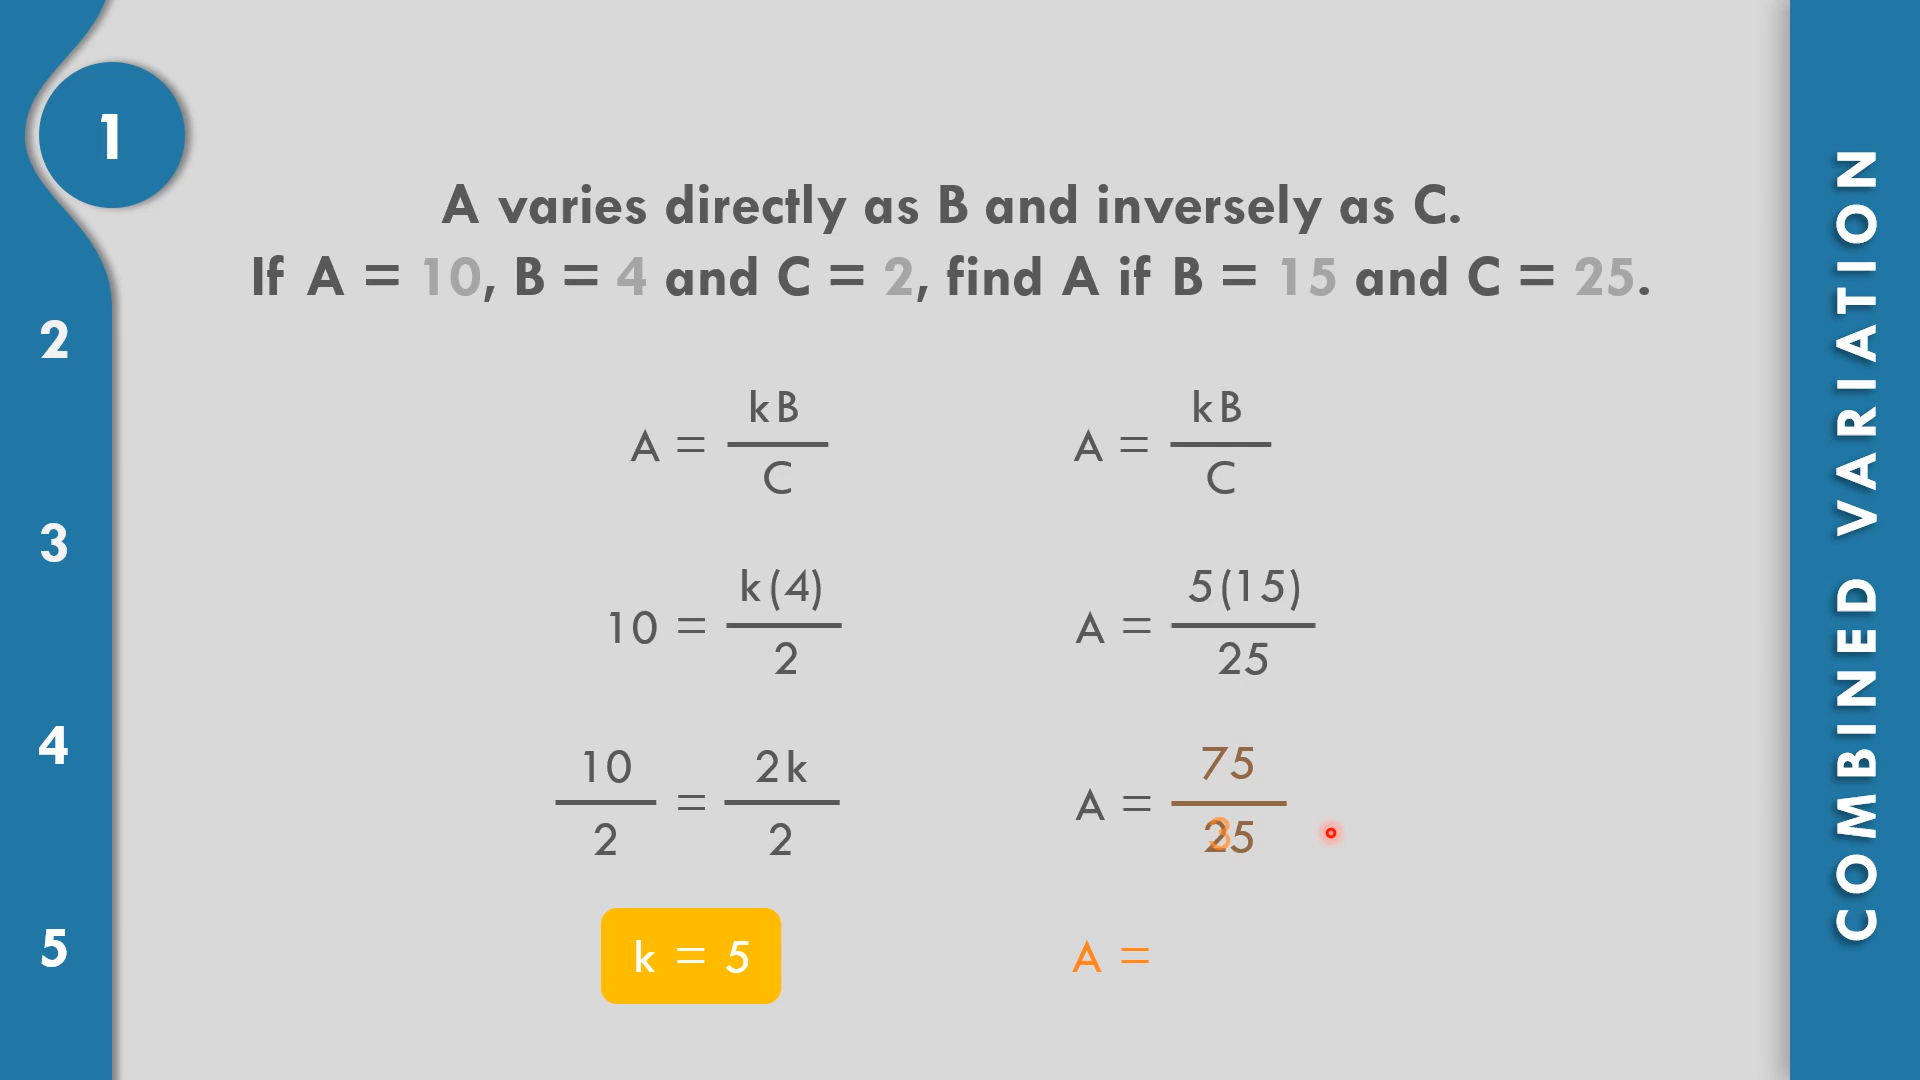 1
2
3
4
5
A varies directly as B and inversely as C.
If A = 10, B = 4 and C = 2, find A if B = 15 and C = 25.
A = kB / C
10 = k(4) / 2
10 / 2 = 2k / 2
k = 5
A = kB / C
A = 5(15) / 25
A = 75 / 25
3
A =
COMBINED VARIATION